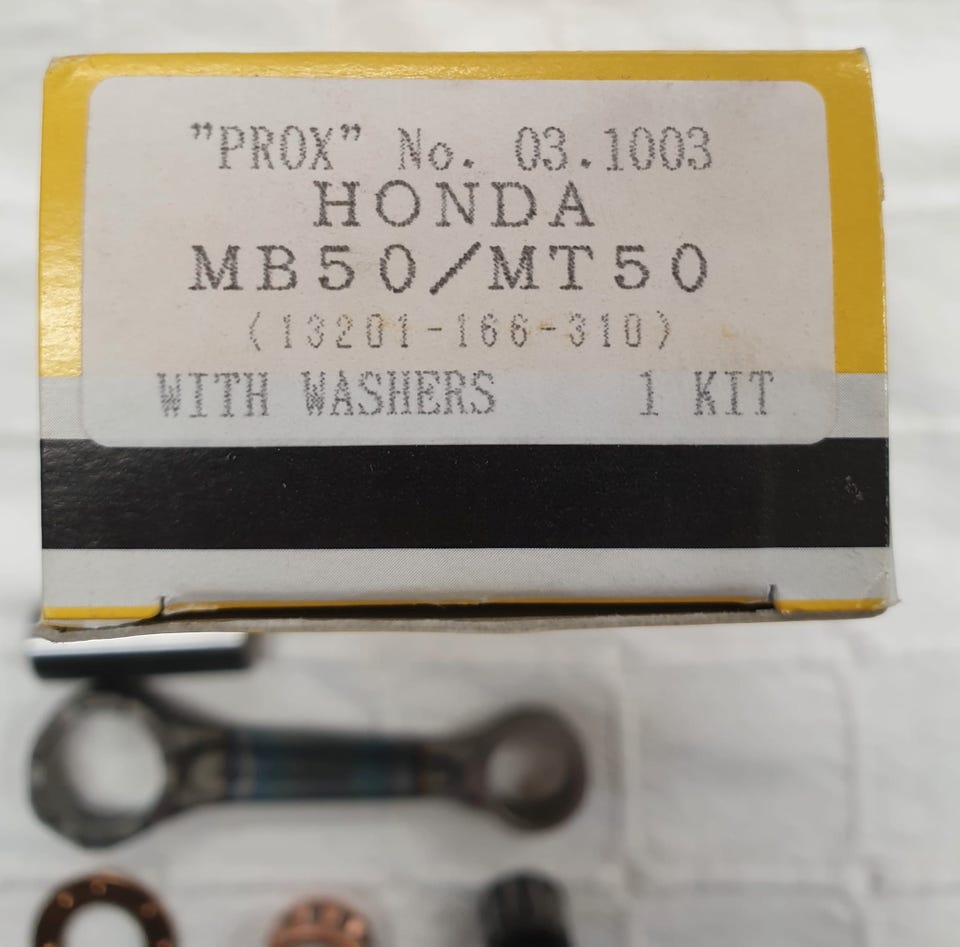 "PROX" No. 03.1003
HONDA
MB50/MT50
(13201-166-310)
WITH WASHERS 1 KIT